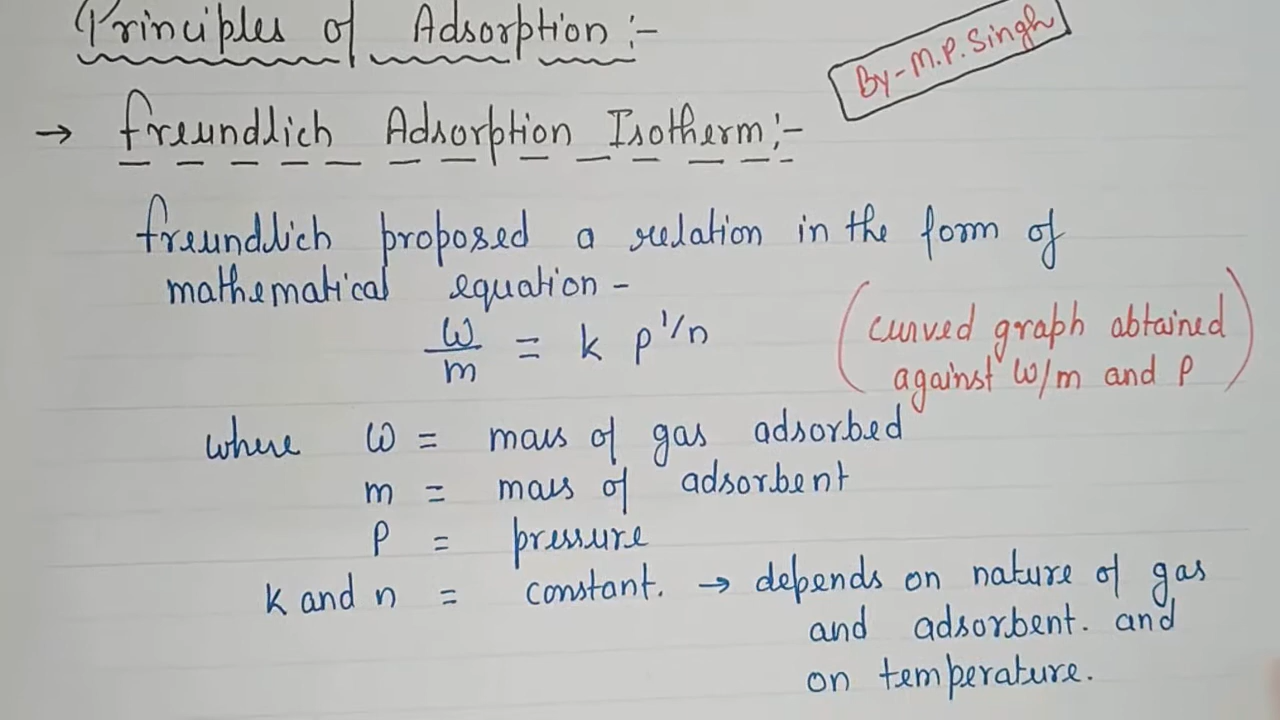 Principles of Adsorption :-
By- M.P. Singh
→ Freundlich Adsorption Isotherm :-
Freundlich proposed a relation in the form of
mathematical equation -
w/m = k p^1/n
(curved graph abtained
against w/m and P)
where w = mass of gas adsorbed
m = mass of adsorbent
P = pressure
k and n = constant. → depends on nature of gas
and adsorbent. and
on temperature.